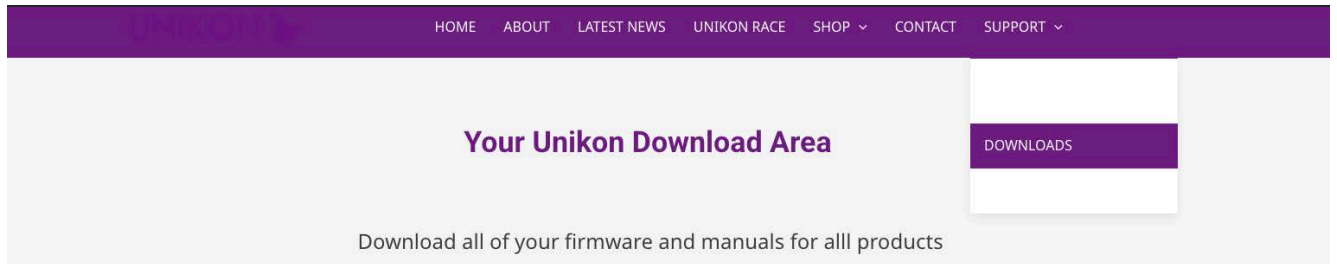 UNIKON
HOME ABOUT LATEST NEWS UNIKON RACE SHOP CONTACT SUPPORT
Your Unikon Download Area
DOWNLOADS
Download all of your firmware and manuals for alll products